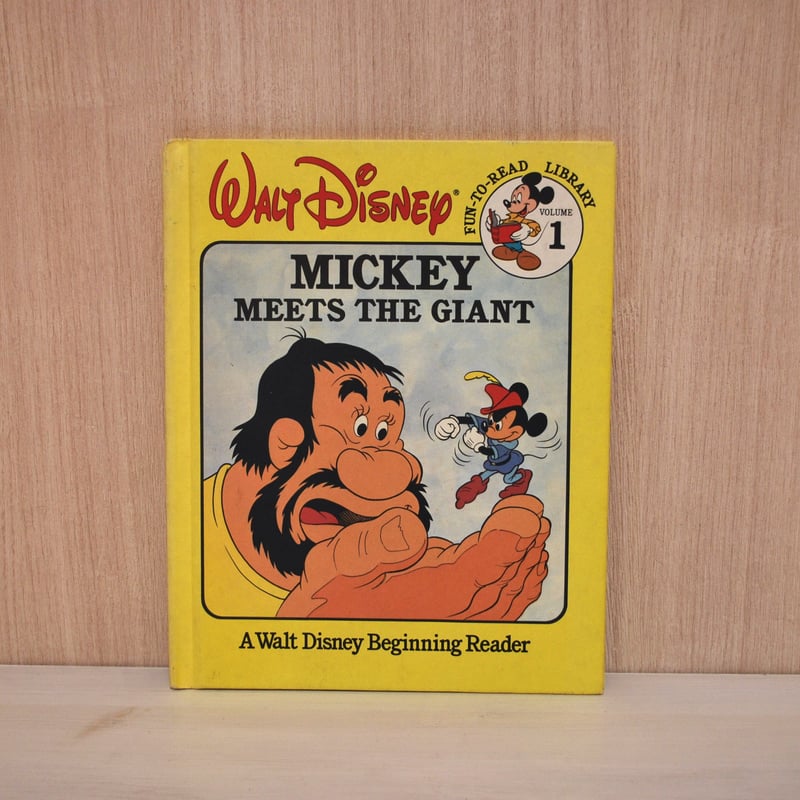 WALT DISNEY®
FUN-TO-READ LIBRARY
VOLUME
1
MICKEY
MEETS THE GIANT
A Walt Disney Beginning Reader